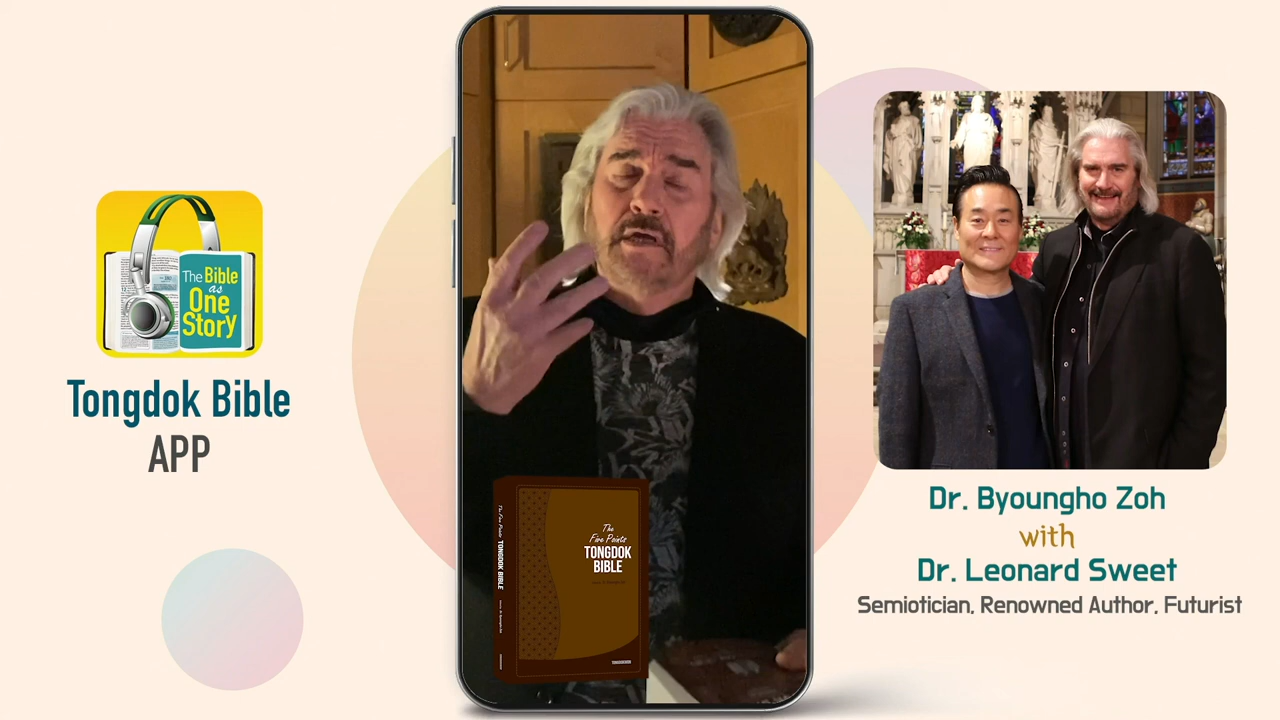 The Bible
as
One
Story
Tongdok Bible
APP
The Five Points TONGDOK BIBLE
The
Five Points
TONGDOK
BIBLE
TONGDOKBIBLE
Dr. Byoungho Zoh
with
Dr. Leonard Sweet
Semiotician, Renowned Author, Futurist